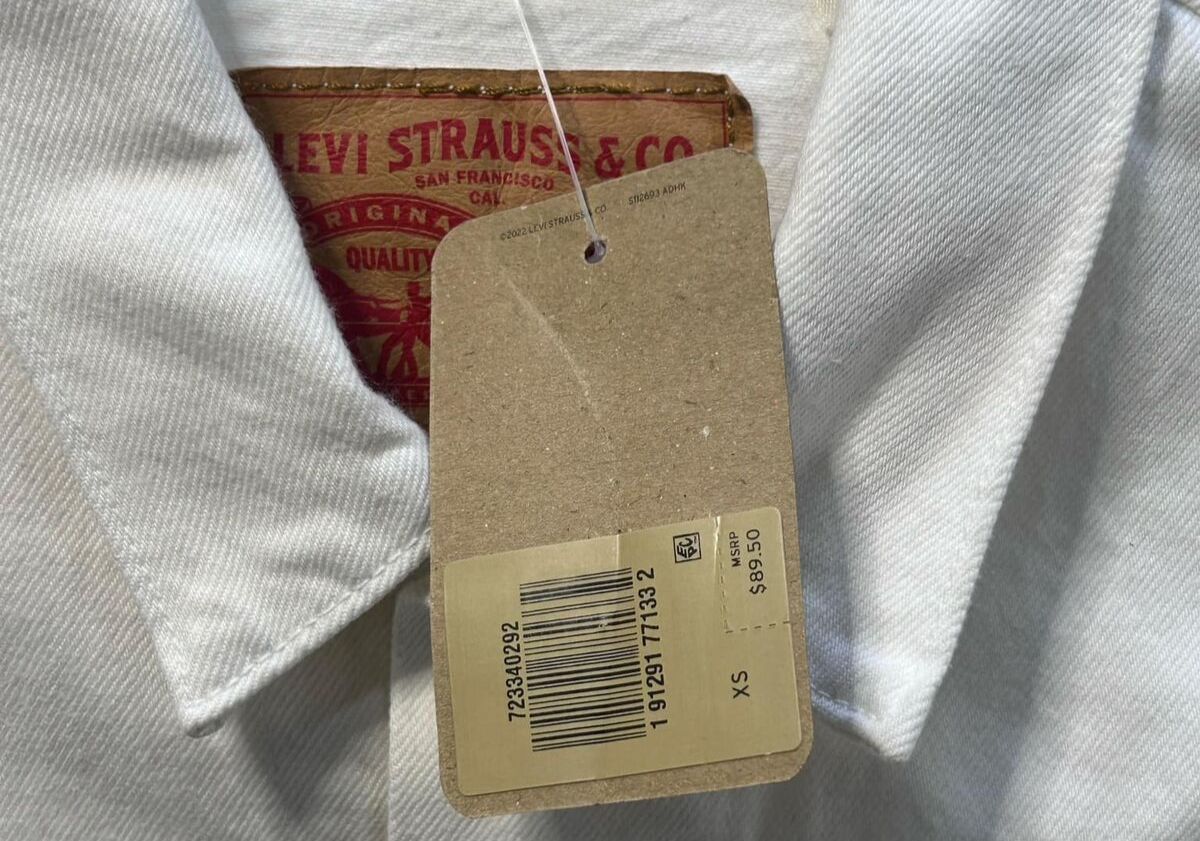 LEVI STRAUSS & CO
SAN FRANCISCO
CAL.
ORIGINA
QUALITY
©2022 LEVI STRAUSS & CO. S112693 ADHK
723340292
1 91291 77133 2
MSRP
$89.50
XS